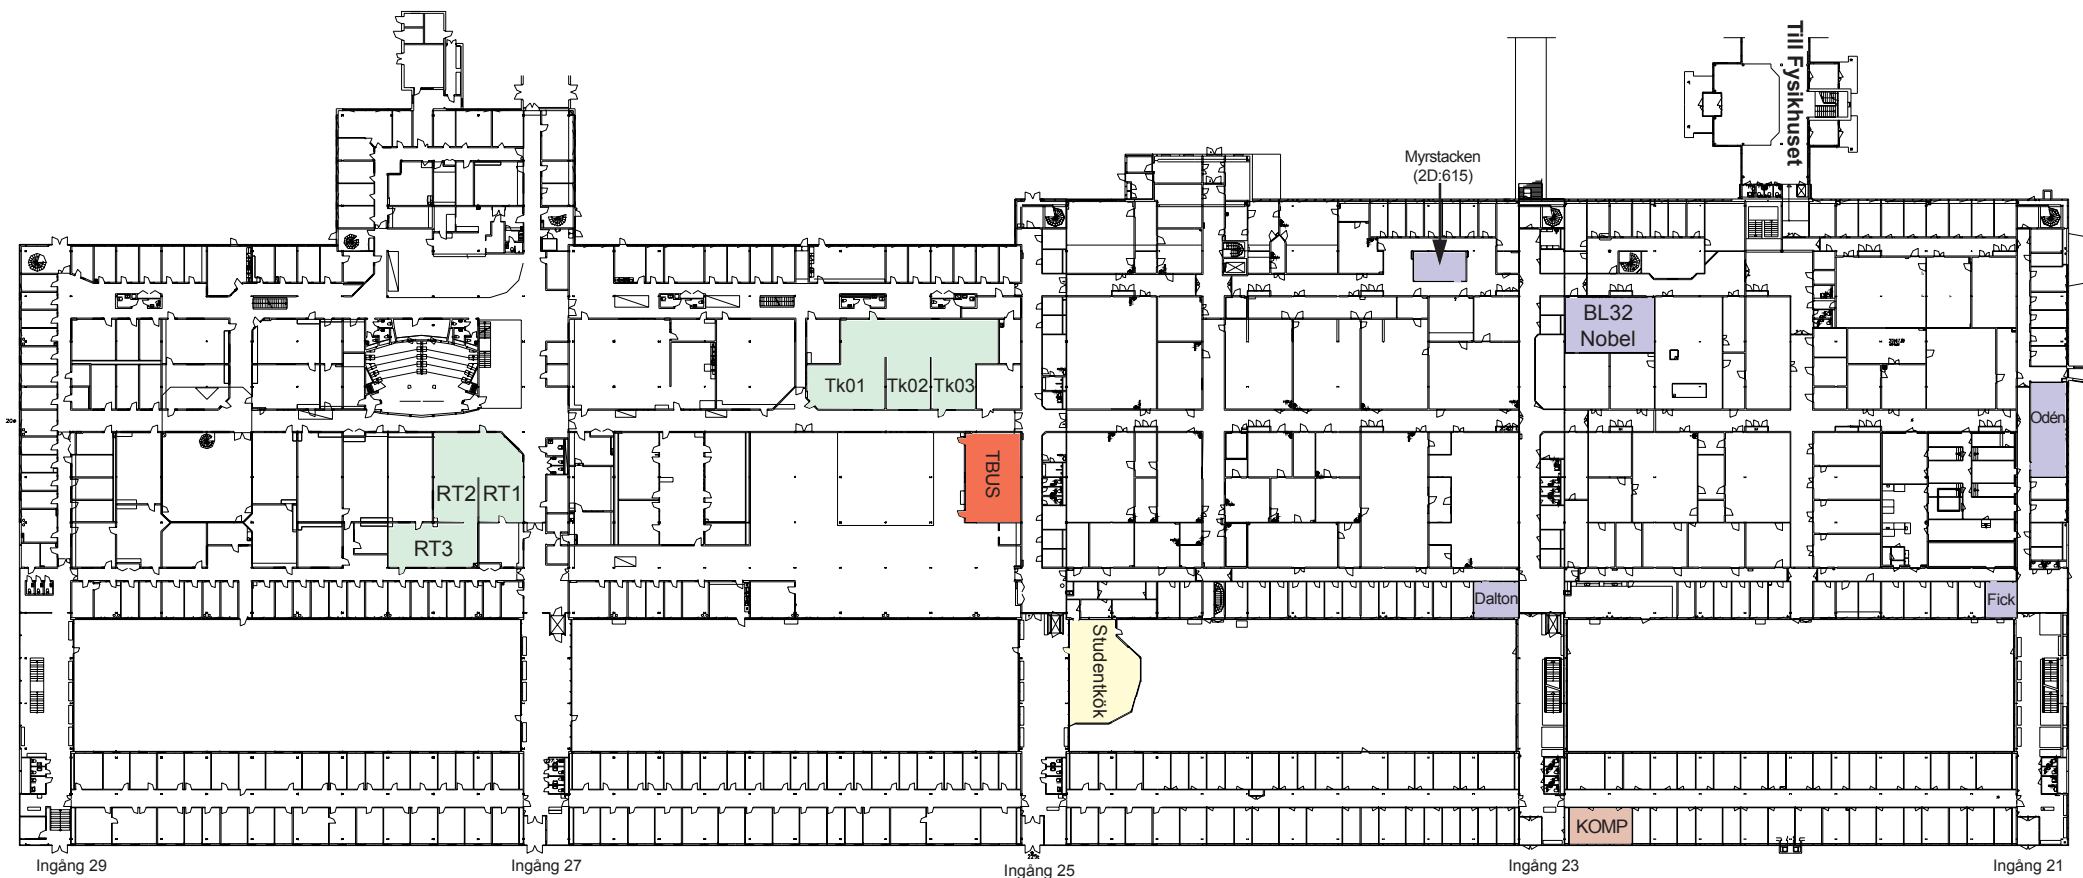 Till Fysikhuset
Myrstacken
(2D:615)
BL32
Nobel
Tk01
Tk02
Tk03
Odén
TBUS
RT2
RT1
RT3
Dalton
Fick
Studentkök
KOMP
Ingång 29
Ingång 27
Ingång 25
Ingång 23
Ingång 21